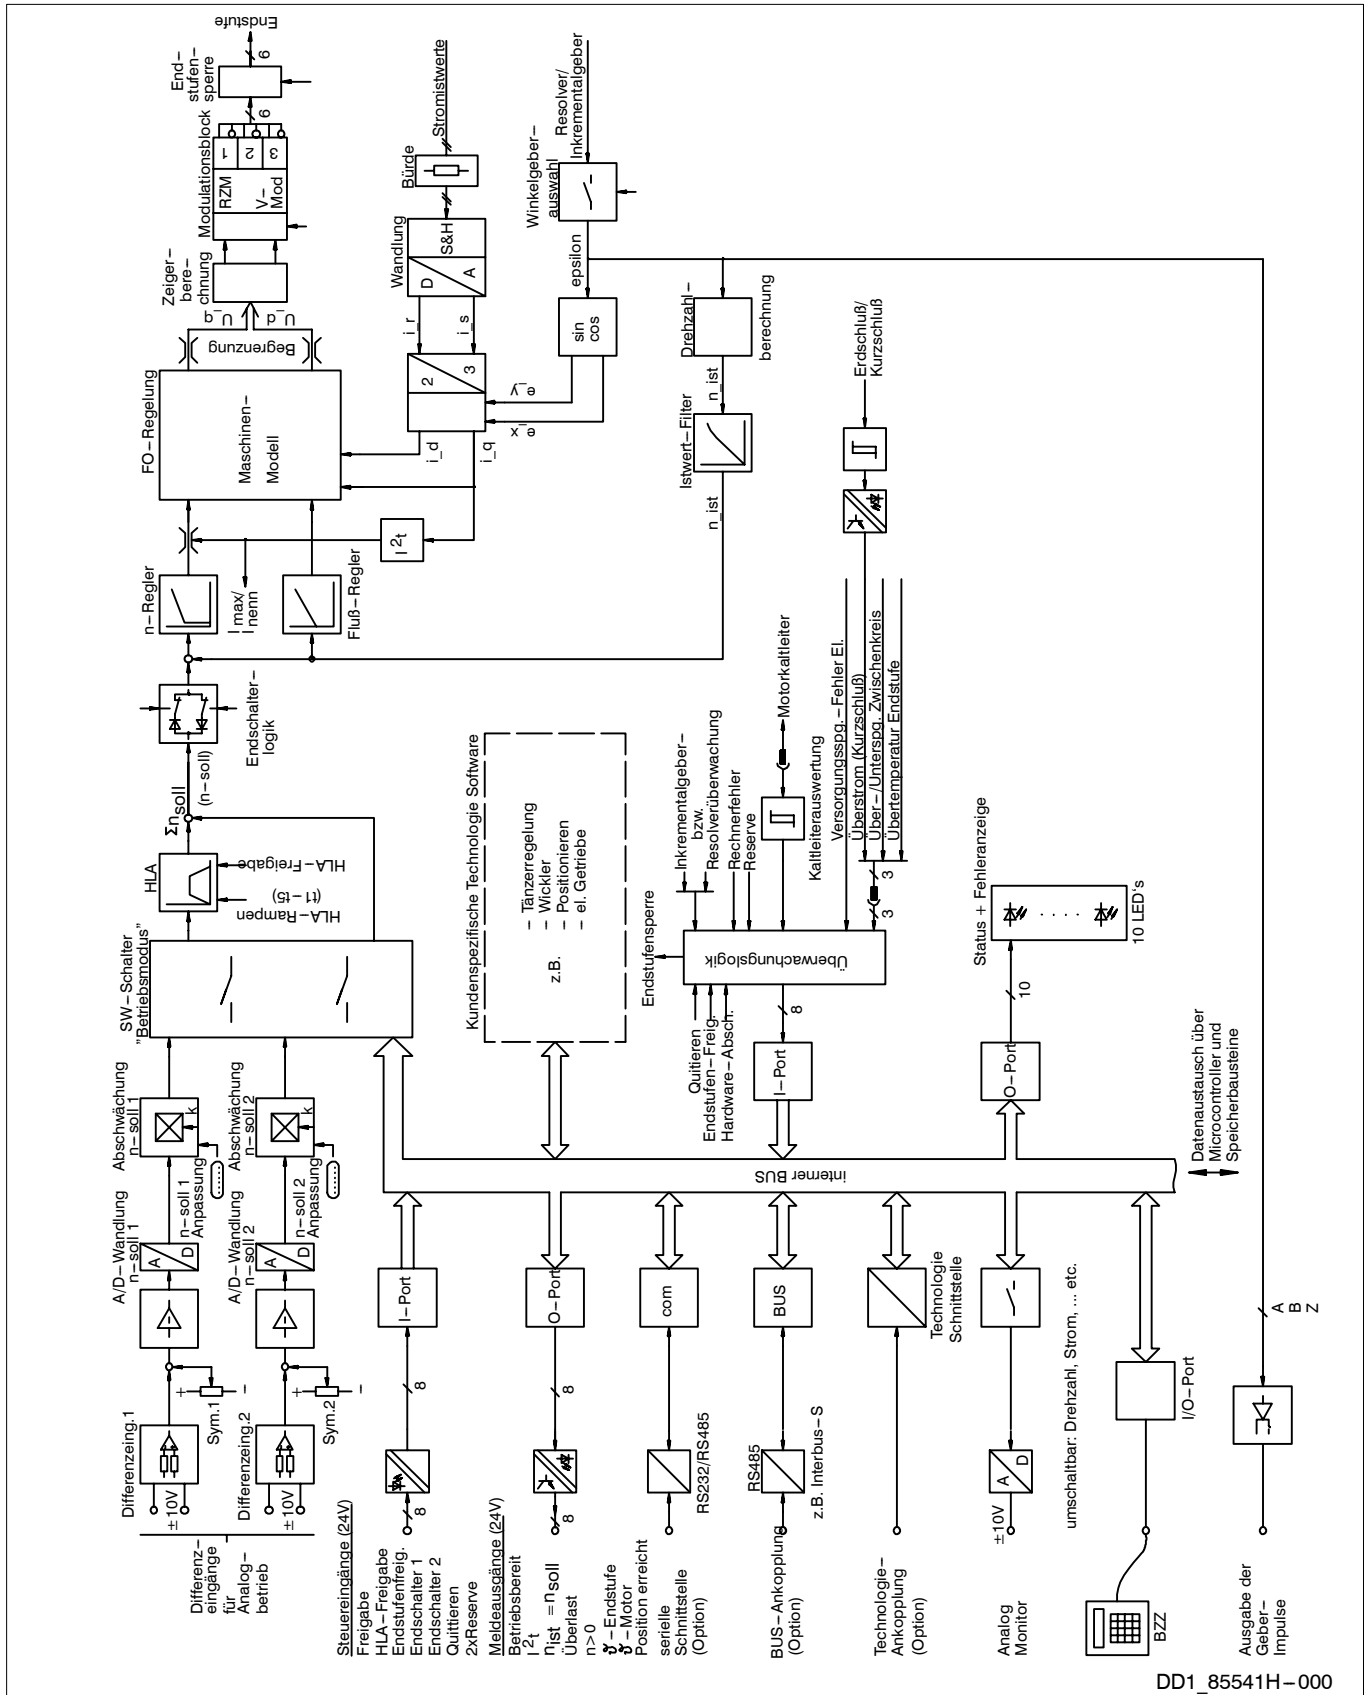 Differenz–
eingänge
für
Analog–
betrieb
Differenzeing.1
±10V
Differenzeing.2
±10V
+
–
Sym.1
+
–
Sym.2
A/D–Wandlung
n–soll 1
A
D
A/D–Wandlung
n–soll 2
A
D
n–soll 1
Anpassung
n–soll 2
Anpassung
Abschwächung
n–soll 1
k
Abschwächung
n–soll 2
k
SW–Schalter
"Betriebsmodus"
HLA
HLA–Rampen
(t1–t5)
HLA–Freigabe
Σnsoll
(n–soll)
Endschalter–
logik
n–Regler
Fluß–Regler
I max/
Inenn
I²t
FO–Regelung
Maschinen–
Modell
Begrenzung
U_q
U_d
Zeiger–
bere–
chnung
Modulationsblock
RZM
V–
Mod
1
2
3
6
End–
stufen–
sperre
6
Endstufe
Stromistwerte
Bürde
Wandlung
S&H
D
A
i_r
i_s
2
3
i_d
i_q
e_y
e_x
sin
cos
epsilon
Winkelgeber–
auswahl
Resolver/
Inkrementalgeber
Drehzahl–
berechnung
n_ist
Istwert–Filter
n_ist
Kundenspezifische Technologie Software
z.B.
– Tänzerregelung
– Wickler
– Positionieren
– el. Getriebe
Endstufensperre
Überwachungslogik
Inkrementalgeber–
bzw.
Resolverüberwachung
Rechnerfehler
Reserve
Motorkaltleiter
Kaltleiterauswertung
Versorgungsspg.–Fehler El.
Überstrom (Kurzschluß)
Über–/Unterspg. Zwischenkreis
Übertemperatur Endstufe
Erdschluß/
Kurzschluß
3
3
Quitieren
Endstufen–Freig.
Hardware–Absch.
8
I–Port
Status + Fehleranzeige
. . . .
10 LED's
10
O–Port
interner BUS
Datenaustausch über
Microcontroller und
Speicherbausteine
Steuereingänge (24V)
Freigabe
HLA–Freigabe
Endstufenfreig.
Endschalter 1
Endschalter 2
Quittieren
2xReserve
8
8
I–Port
Meldeausgänge (24V)
Betriebsbereit
I²t
nist = nsoll
Überlast
n>0
ϑ–Endstufe
ϑ–Motor
Position erreicht
8
8
O–Port
serielle
Schnittstelle
(Option)
RS232/RS485
com
BUS–Ankopplung
(Option)
RS485
z.B. Interbus–S
BUS
Technologie–
Ankopplung
(Option)
Technologie
Schnittstelle
Analog
Monitor
±10V
A
D
umschaltbar: Drehzahl, Strom, ... etc.
BZZ
I/O–Port
Ausgabe der
Geber–
Impulse
A
B
Z
DD1_85541H–000